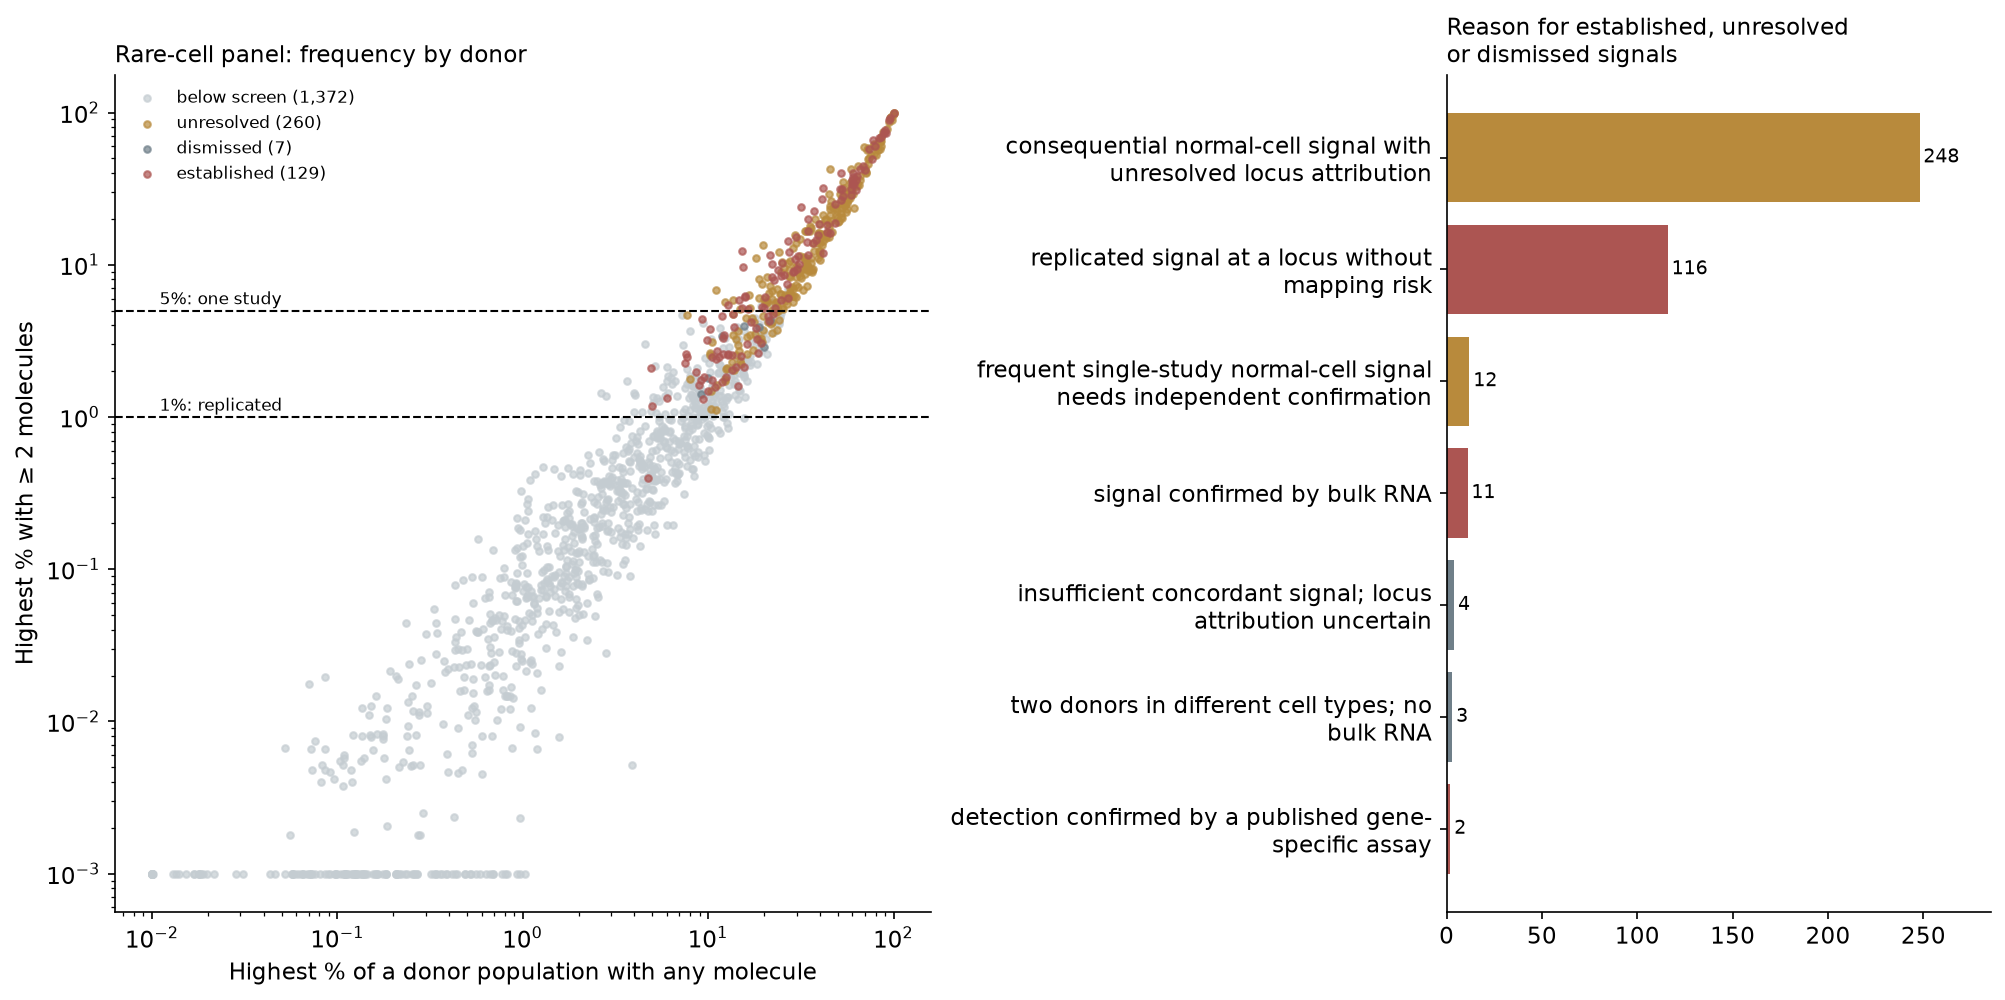 Rare-cell panel: frequency by donor
below screen (1,372)
unresolved (260)
dismissed (7)
established (129)
5%: one study
1%: replicated
Highest % with ≥ 2 molecules
10²
10¹
10⁰
10⁻¹
10⁻²
10⁻³
10⁻²
10⁻¹
10⁰
10¹
10²
Highest % of a donor population with any molecule
Reason for established, unresolved
or dismissed signals
consequential normal-cell signal with
unresolved locus attribution
248
replicated signal at a locus without
mapping risk
116
frequent single-study normal-cell signal
needs independent confirmation
12
signal confirmed by bulk RNA
11
insufficient concordant signal; locus
attribution uncertain
4
two donors in different cell types; no
bulk RNA
3
detection confirmed by a published gene-
specific assay
2
0
50
100
150
200
250